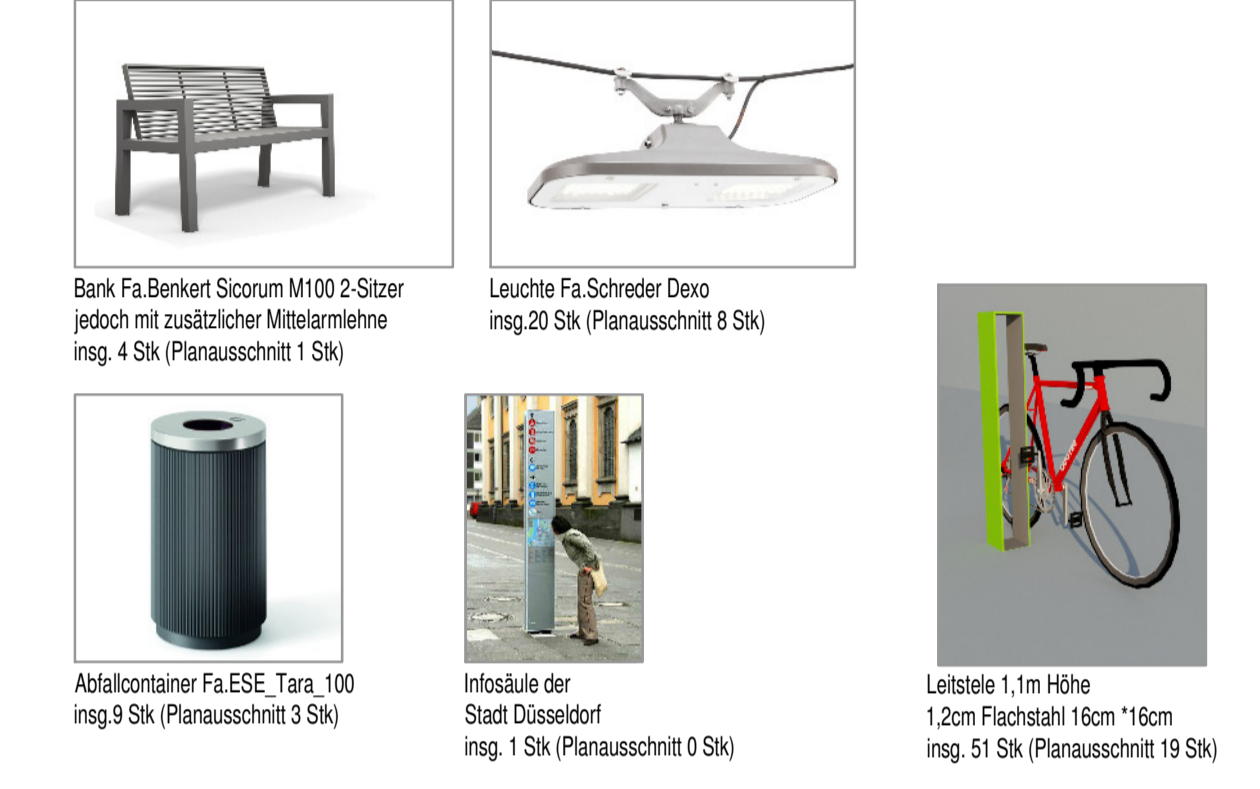 Bank Fa.Benkert Sicorum M100 2-Sitzer
jedoch mit zusätzlicher Mittelarmlehne
insg. 4 Stk (Planausschnitt 1 Stk)
Leuchte Fa.Schreder Dexo
insg.20 Stk (Planausschnitt 8 Stk)
Abfallcontainer Fa.ESE_Tara_100
insg.9 Stk (Planausschnitt 3 Stk)
Infosäule der
Stadt Düsseldorf
insg. 1 Stk (Planausschnitt 0 Stk)
Leitstele 1,1m Höhe
1,2cm Flachstahl 16cm *16cm
insg. 51 Stk (Planausschnitt 19 Stk)